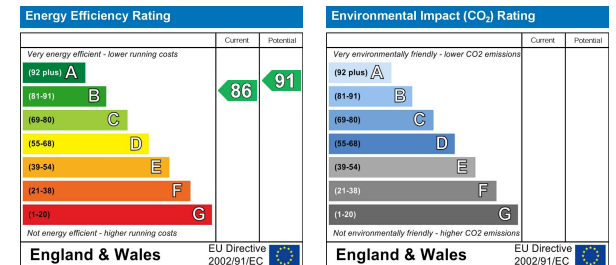 Energy Efficiency Rating
Current Potential
Very energy efficient - lower running costs
(92 plus) A
(81-91) B
(69-80) C
(55-68) D
(39-54) E
(21-38) F
(1-20) G
86
91
Not energy efficient - higher running costs
England & Wales
EU Directive
2002/91/EC
Environmental Impact (CO₂) Rating
Current Potential
Very environmentally friendly - lower CO2 emissions
(92 plus) A
(81-91) B
(69-80) C
(55-68) D
(39-54) E
(21-38) F
(1-20) G
Not environmentally friendly - higher CO2 emissions
England & Wales
EU Directive
2002/91/EC